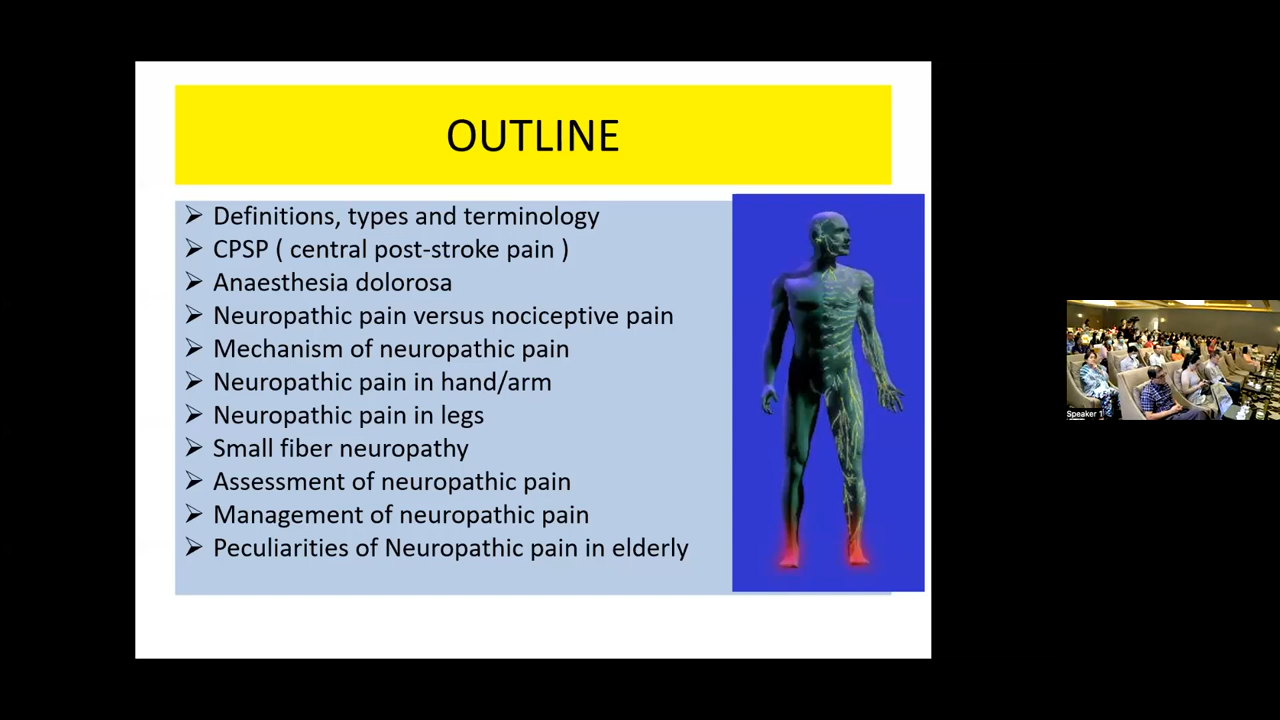 OUTLINE
Definitions, types and terminology
CPSP ( central post-stroke pain )
Anaesthesia dolorosa
Neuropathic pain versus nociceptive pain
Mechanism of neuropathic pain
Neuropathic pain in hand/arm
Neuropathic pain in legs
Small fiber neuropathy
Assessment of neuropathic pain
Management of neuropathic pain
Peculiarities of Neuropathic pain in elderly
Speaker 1